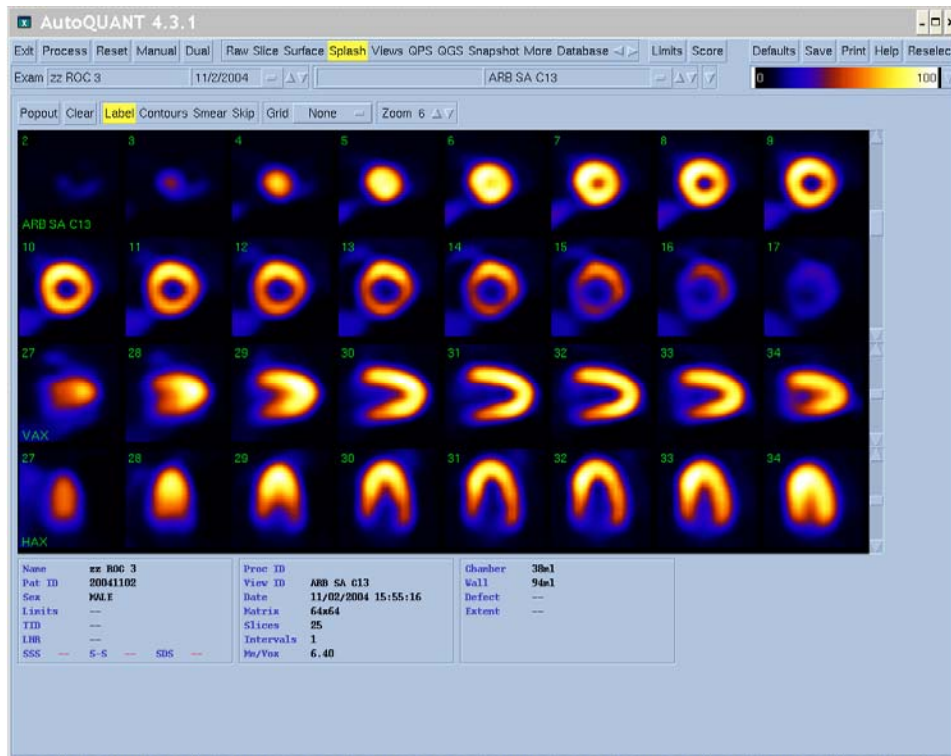 AutoQUANT 4.3.1
Exit Process Reset Manual Dual Raw Slice Surface Splash Views QPS QGS Snapshot More Database Limits Score Defaults Save Print Help Reselec
Exam zz ROC 3 11/2/2004 ARB SA C13 0 100
Popout Clear Label Contours Smear Skip Grid None Zoom 6
2 3 4 5 6 7 8 9
ARB SA C13
10 11 12 13 14 15 16 17
27 28 29 30 31 32 33 34
VAX
27 28 29 30 31 32 33 34
HAX
Name zz ROC 3 Proc ID Chamber 38ml
Pat ID 20041102 View ID ARB SA C13 Wall 94ml
Sex MALE Date 11/02/2004 15:55:16 Defect --
Limits -- Matrix 64x64 Extent --
TID -- Slices 25
LHR -- Intervals 1
SSS -- S-S -- SDS -- Mm/Vox 6.40